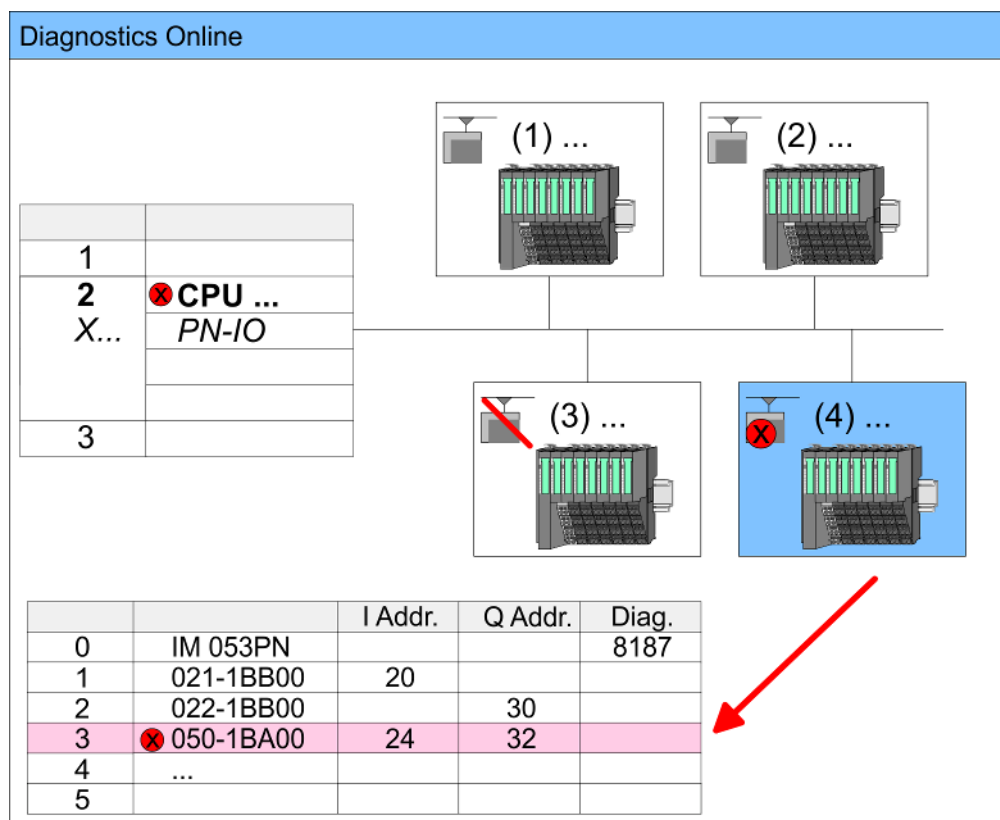 Diagnostics Online
(1) ...
(2) ...
1
2 X CPU ...
X... PN-IO
3
(3) ...
X (4) ...
I Addr. Q Addr. Diag.
0 IM 053PN 8187
1 021-1BB00 20
2 022-1BB00 30
3 X 050-1BA00 24 32
4 ...
5